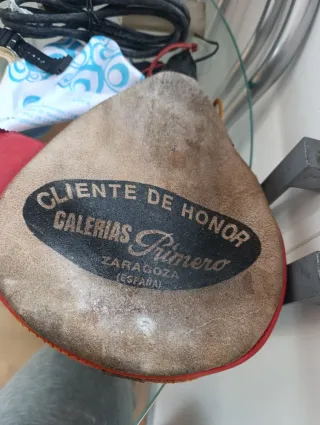 CLIENTE DE HONOR
GALERIAS Primero
ZARAGOZA
(ESPAÑA)